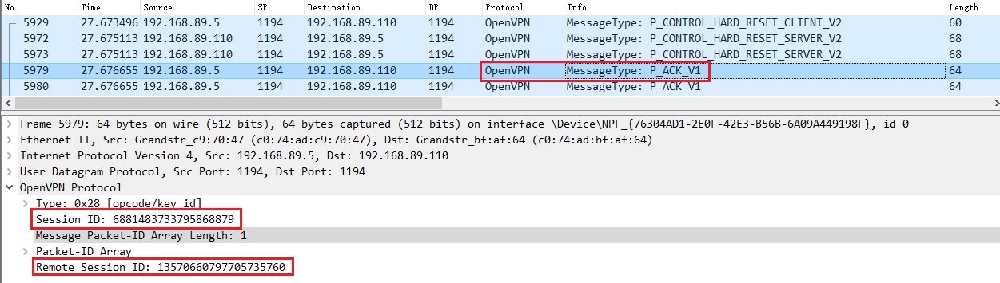 No. Time Source SP Destination DP Protocol Info Length
5929 27.673496 192.168.89.5 1194 192.168.89.110 1194 OpenVPN MessageType: P_CONTROL_HARD_RESET_CLIENT_V2 60
5972 27.675113 192.168.89.110 1194 192.168.89.5 1194 OpenVPN MessageType: P_CONTROL_HARD_RESET_SERVER_V2 68
5973 27.675113 192.168.89.110 1194 192.168.89.5 1194 OpenVPN MessageType: P_CONTROL_HARD_RESET_SERVER_V2 68
5979 27.676655 192.168.89.5 1194 192.168.89.110 1194 OpenVPN MessageType: P_ACK_V1 64
5980 27.676655 192.168.89.5 1194 192.168.89.110 1194 OpenVPN MessageType: P_ACK_V1 64
Frame 5979: 64 bytes on wire (512 bits), 64 bytes captured (512 bits) on interface \Device\NPF_{76304AD1-2E0F-42E3-B56B-6A09A449198F}, id 0
Ethernet II, Src: Grandstr_c9:70:47 (c0:74:ad:c9:70:47), Dst: Grandstr_bf:af:64 (c0:74:ad:bf:af:64)
Internet Protocol Version 4, Src: 192.168.89.5, Dst: 192.168.89.110
User Datagram Protocol, Src Port: 1194, Dst Port: 1194
OpenVPN Protocol
Type: 0x28 [opcode/key_id]
Session ID: 6881483733795868879
Message Packet-ID Array Length: 1
Packet-ID Array
Remote Session ID: 13570660797705735760